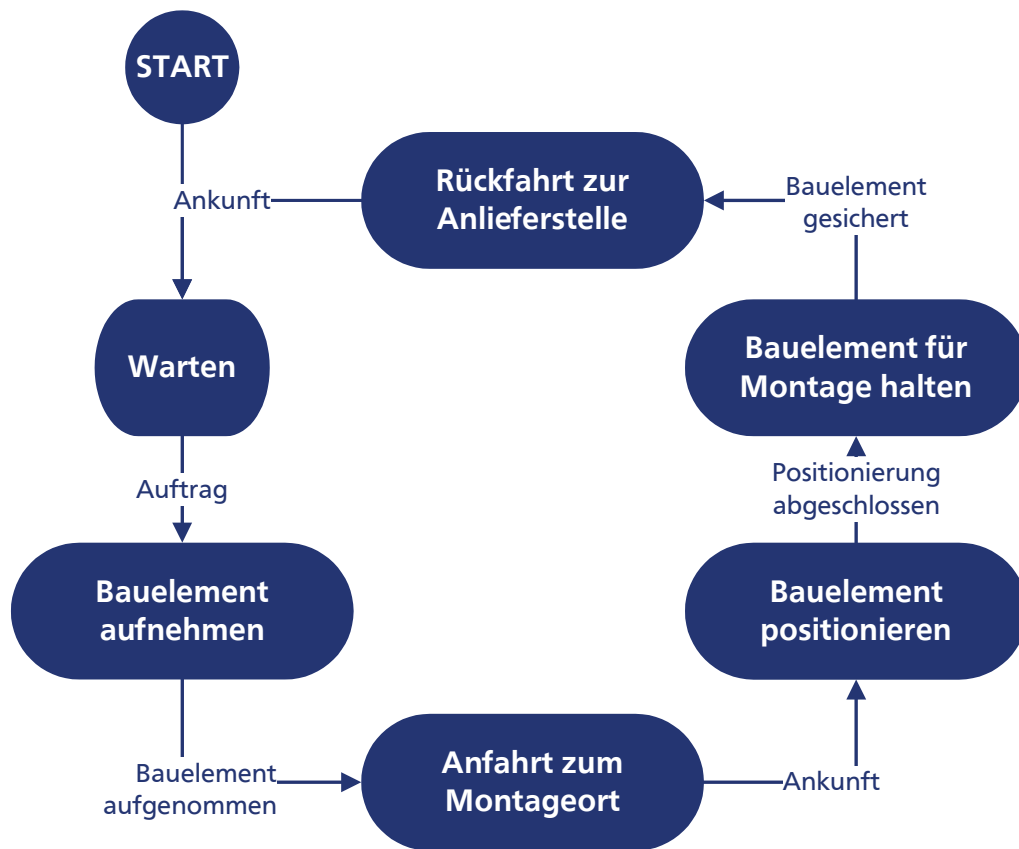 START
Ankunft
Rückfahrt zur
Anlieferstelle
Bauelement
gesichert
Warten
Bauelement für
Montage halten
Auftrag
Positionierung
abgeschlossen
Bauelement
aufnehmen
Bauelement
positionieren
Bauelement
aufgenommen
Anfahrt zum
Montageort
Ankunft